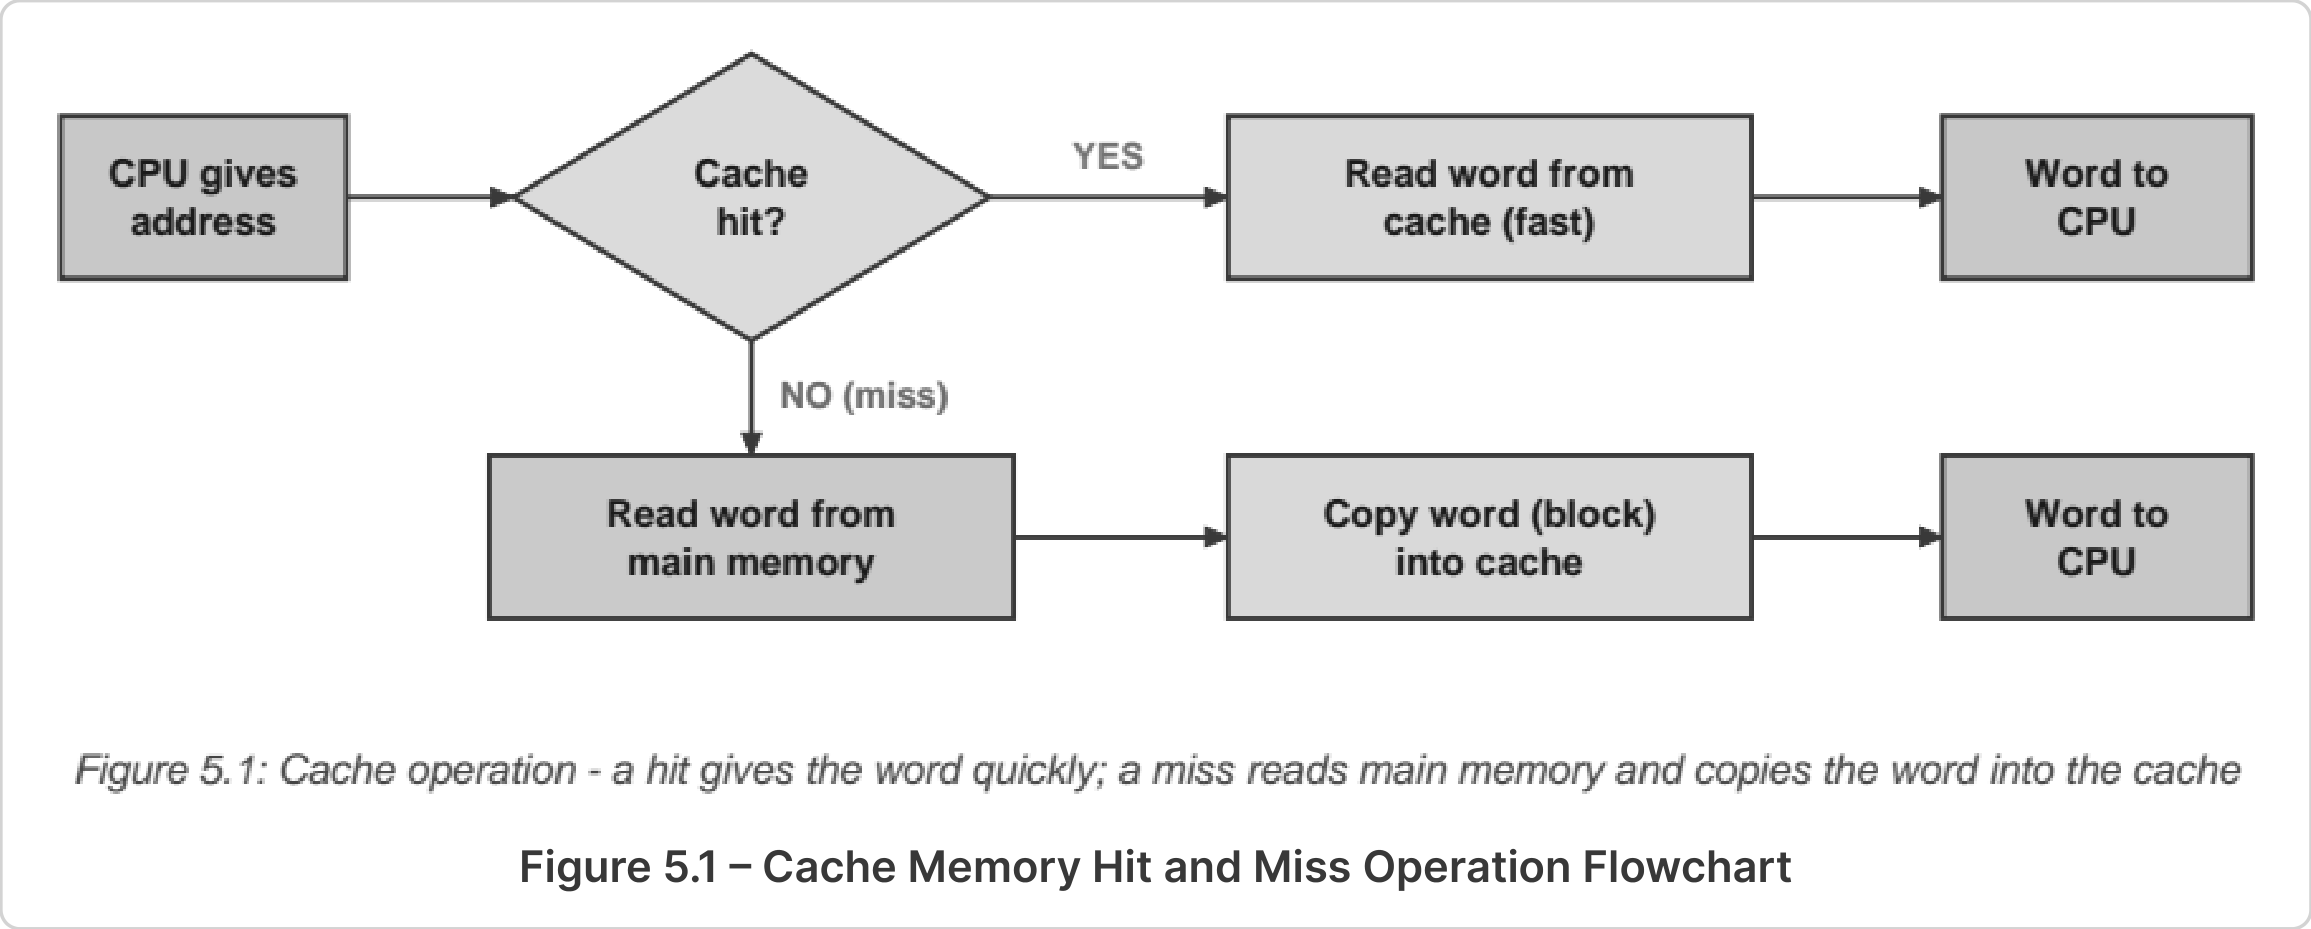 CPU gives
address
Cache
hit?
YES
Read word from
cache (fast)
Word to
CPU
NO (miss)
Read word from
main memory
Copy word (block)
into cache
Word to
CPU
Figure 5.1: Cache operation - a hit gives the word quickly; a miss reads main memory and copies the word into the cache
Figure 5.1 – Cache Memory Hit and Miss Operation Flowchart